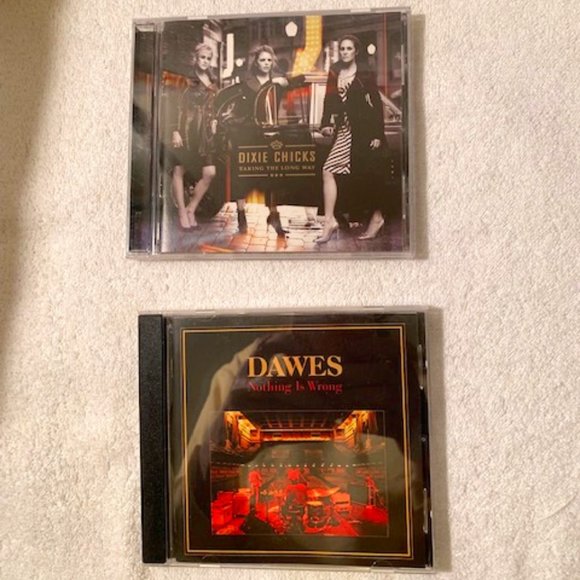 DIXIE CHICKS
TAKING THE LONG WAY
DAWES
Nothing Is Wrong